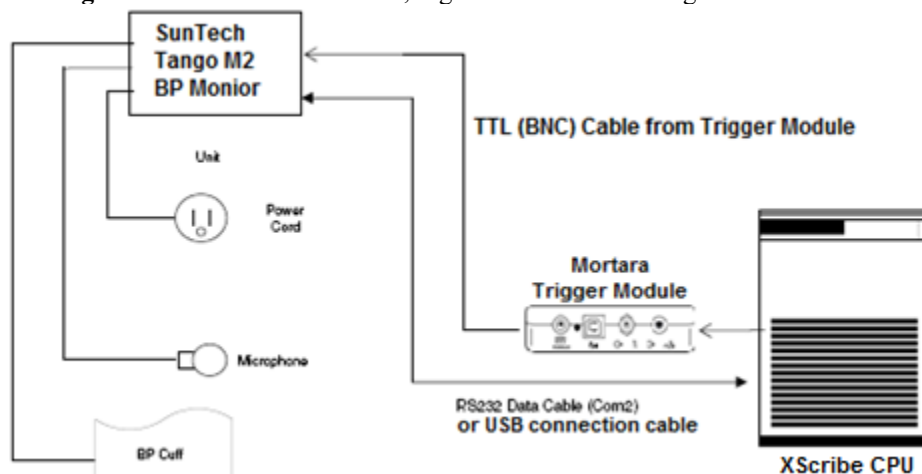 SunTech
Tango M2
BP Monior
TTL (BNC) Cable from Trigger Module
Unit
Power
Cord
Mortara
Trigger Module
Microphone
RS232 Data Cable (Com2)
or USB connection cable
BP Cuff
XScribe CPU